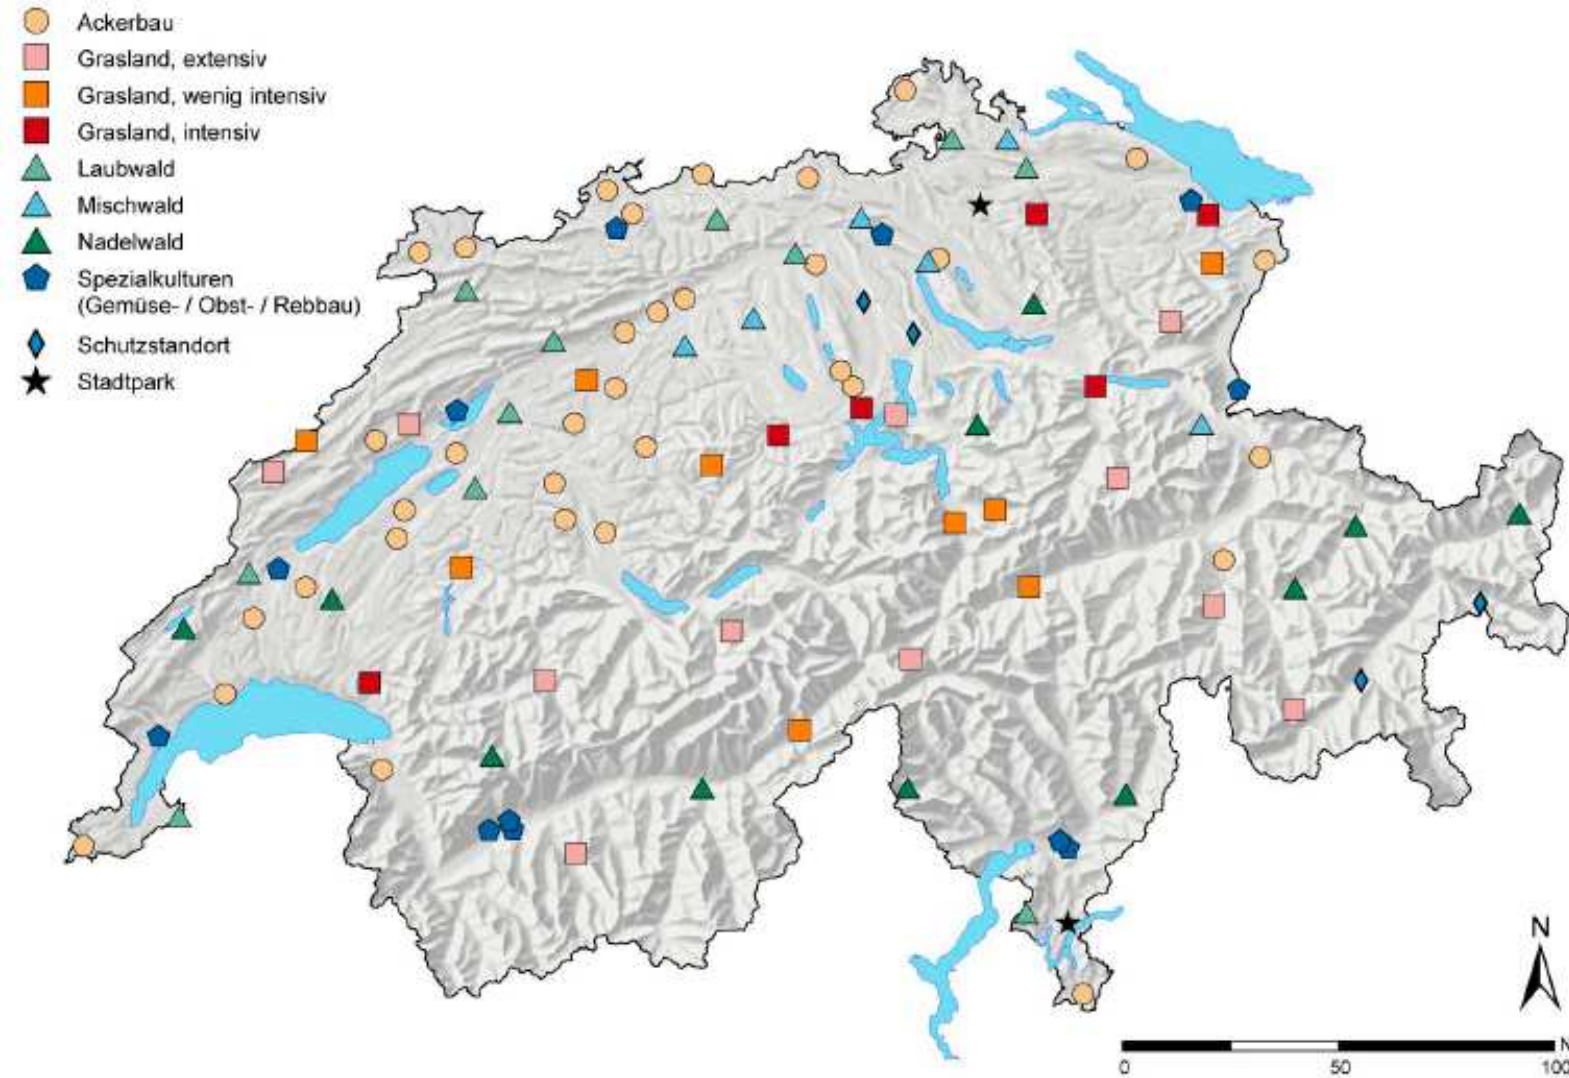 Ackerbau
Grasland, extensiv
Grasland, wenig intensiv
Grasland, intensiv
Laubwald
Mischwald
Nadelwald
Spezialkulturen
(Gemüse- / Obst- / Rebbau)
Schutzstandort
Stadtpark
N
0 50 100